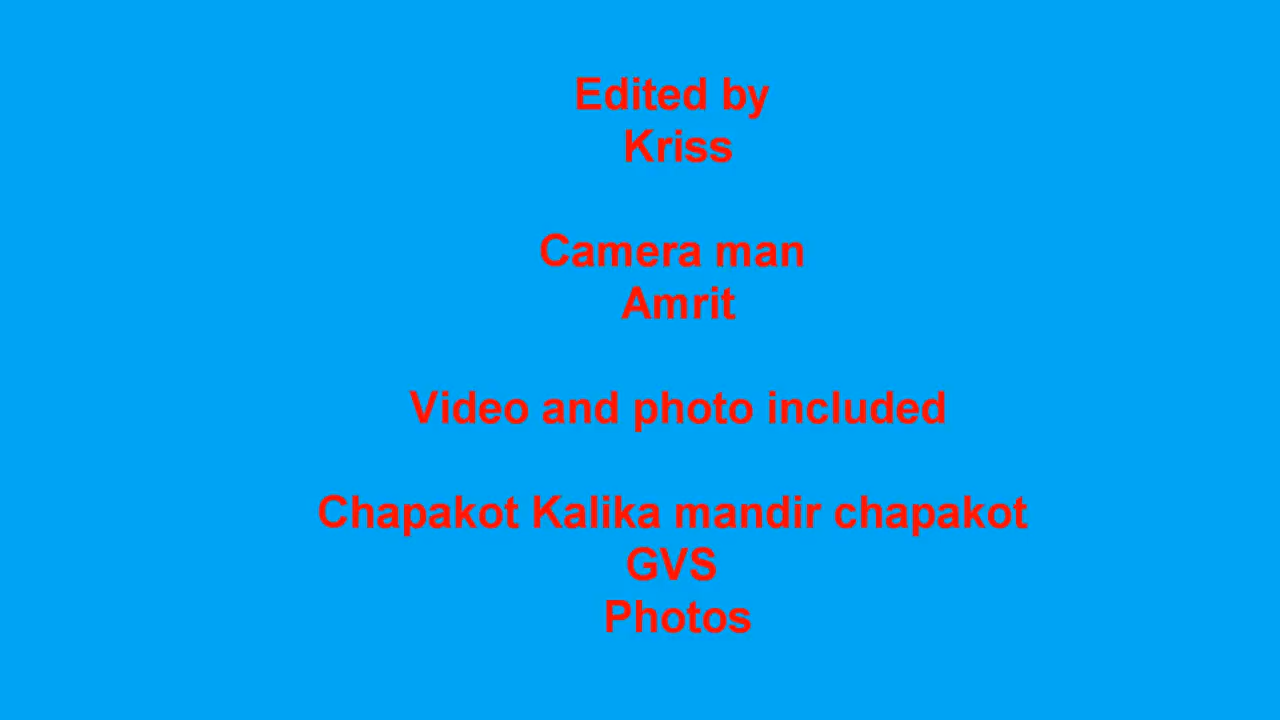 Edited by
Kriss
Camera man
Amrit
Video and photo included
Chapakot Kalika mandir chapakot
GVS
Photos